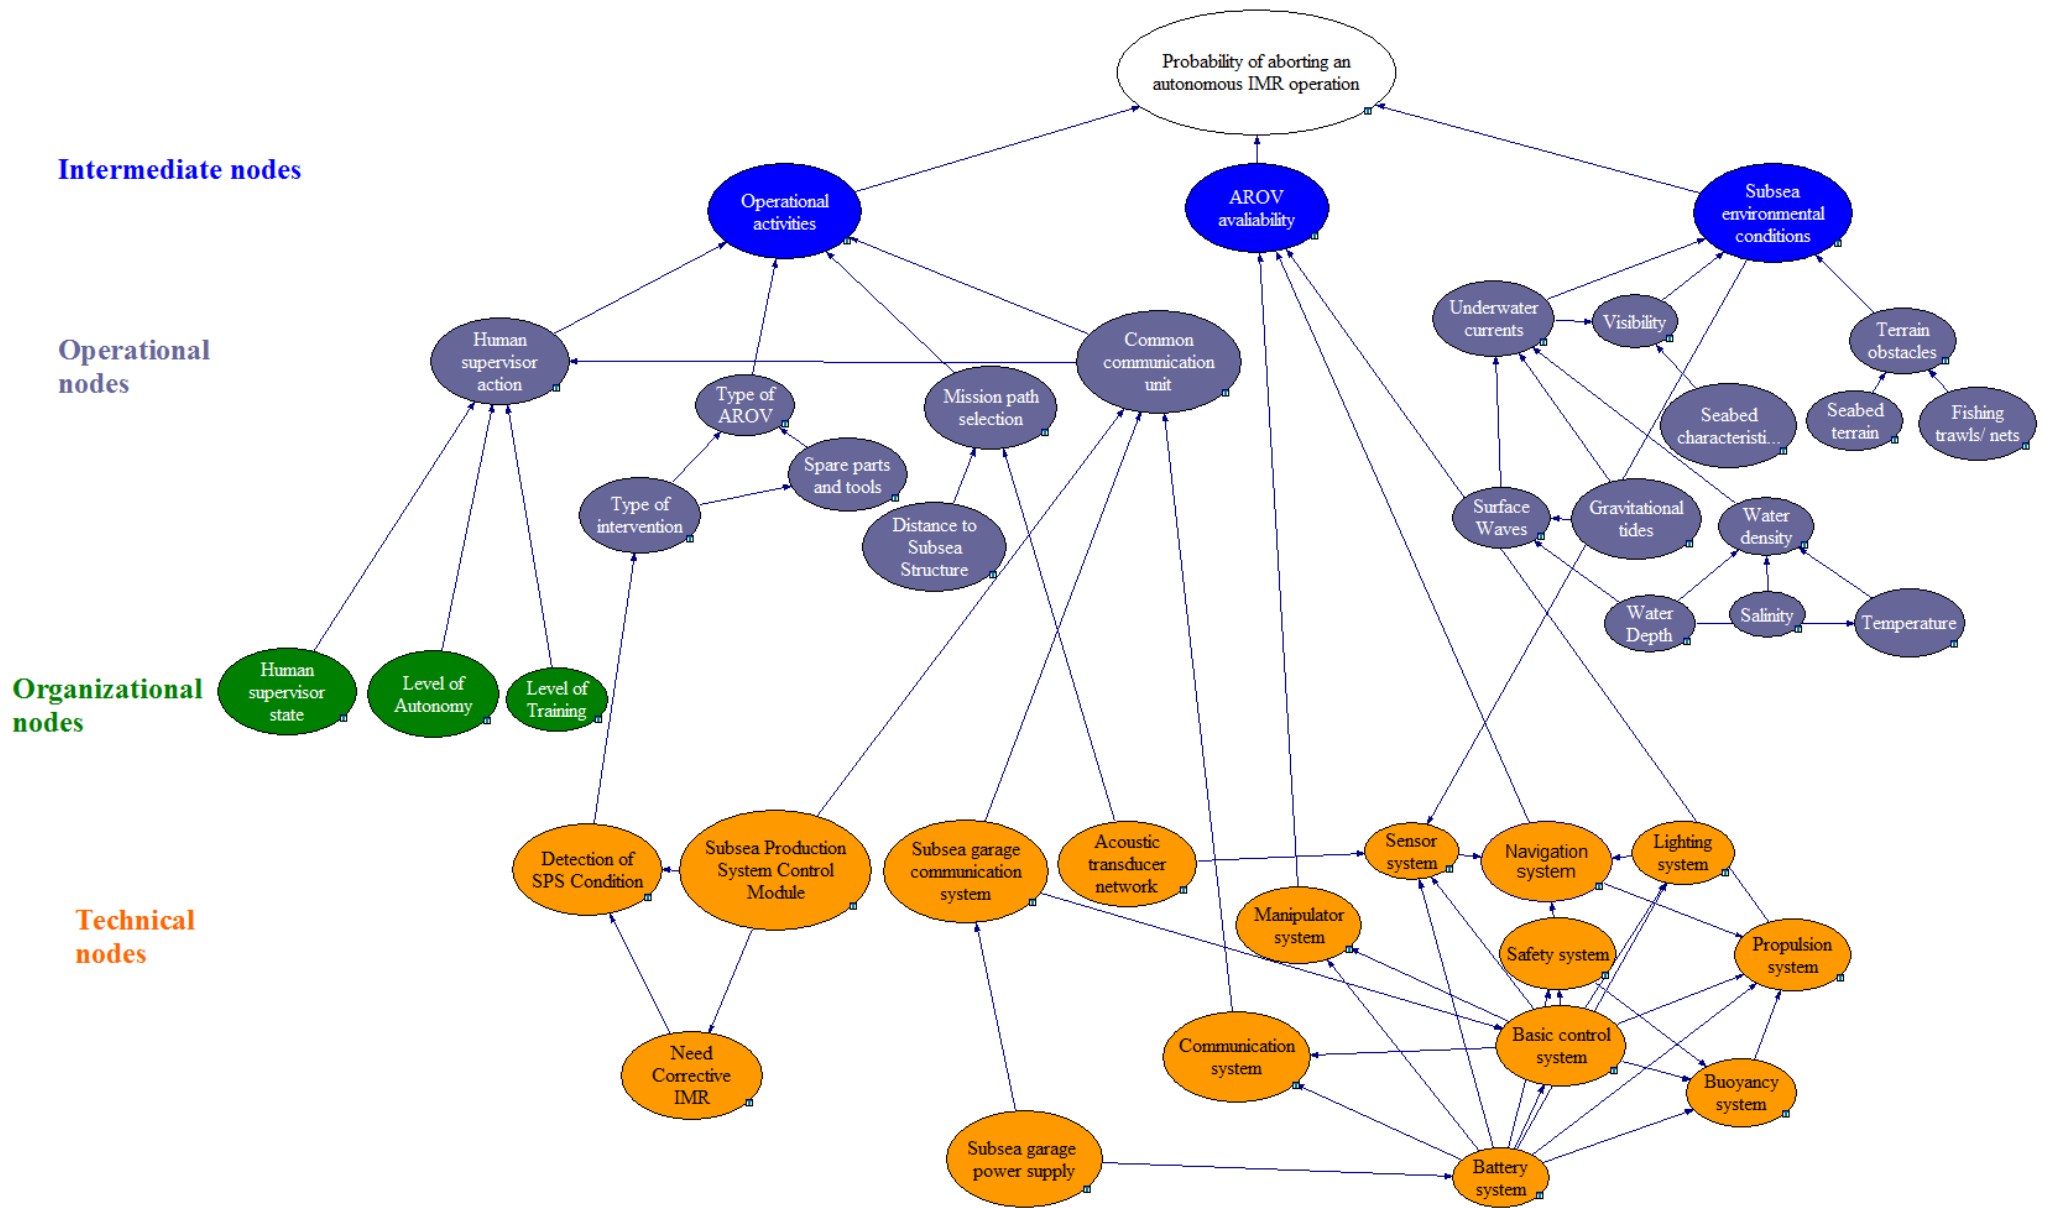 Probability of aborting an
autonomous IMR operation
Intermediate nodes
Operational
activities
AROV
avaliability
Subsea
environmental
conditions
Operational
nodes
Human
supervisor
action
Type of
AROV
Mission path
selection
Common
communication
unit
Underwater
currents
Visibility
Terrain
obstacles
Seabed
characteristi...
Seabed
terrain
Fishing
trawls/ nets
Type of
intervention
Spare parts
and tools
Distance to
Subsea
Structure
Surface
Waves
Gravitational
tides
Water
density
Water
Depth
Salinity
Temperature
Organizational
nodes
Human
supervisor
state
Level of
Autonomy
Level of
Training
Technical
nodes
Detection of
SPS Condition
Subsea Production
System Control
Module
Subsea garage
communication
system
Acoustic
transducer
network
Sensor
system
Navigation
system
Lighting
system
Manipulator
system
Safety system
Propulsion
system
Need
Corrective
IMR
Communication
system
Basic control
system
Buoyancy
system
Subsea garage
power supply
Battery
system